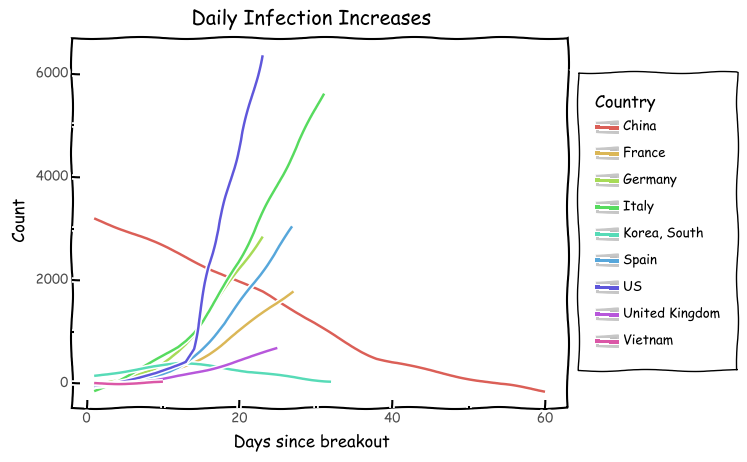 Daily Infection Increases
6000
4000
2000
0
Count
0 20 40 60
Days since breakout
Country
China
France
Germany
Italy
Korea, South
Spain
US
United Kingdom
Vietnam